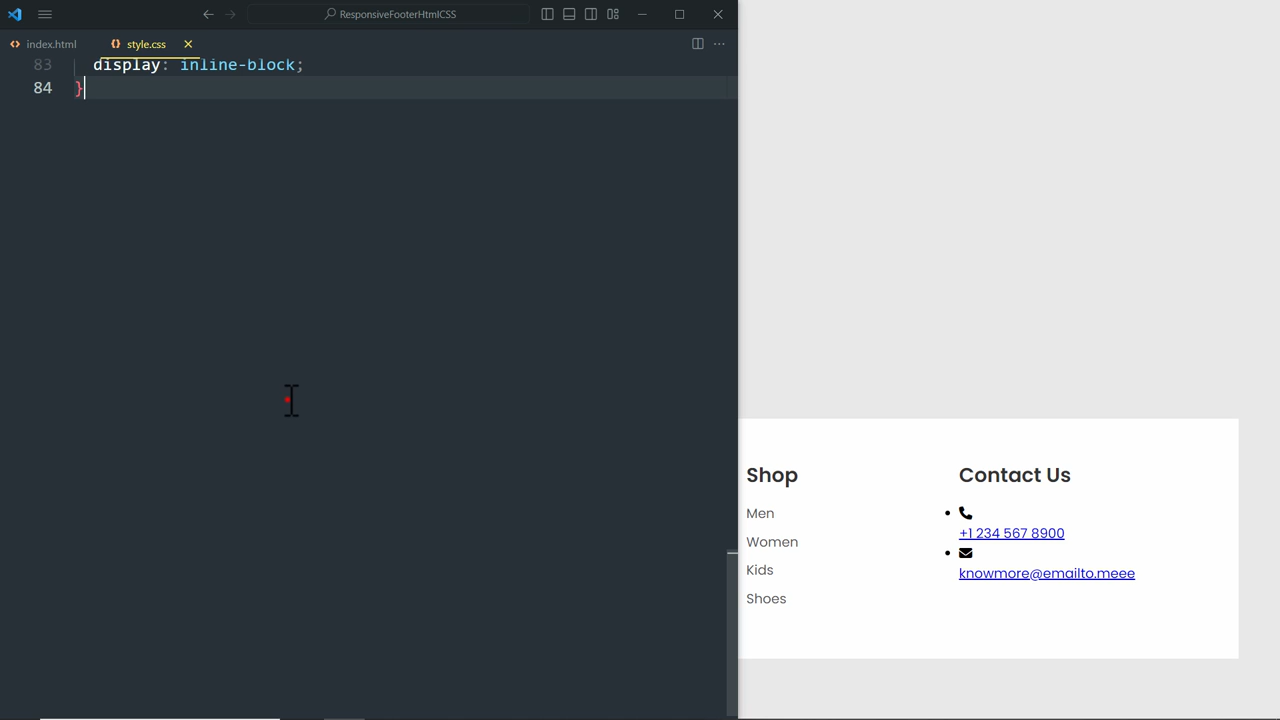 ResponsiveFooterHtmlCSS
index.html
style.css
83 display: inline-block;
84 }
Shop
Men
Women
Kids
Shoes
Contact Us
+1 234 567 8900
knowmore@emailto.meee